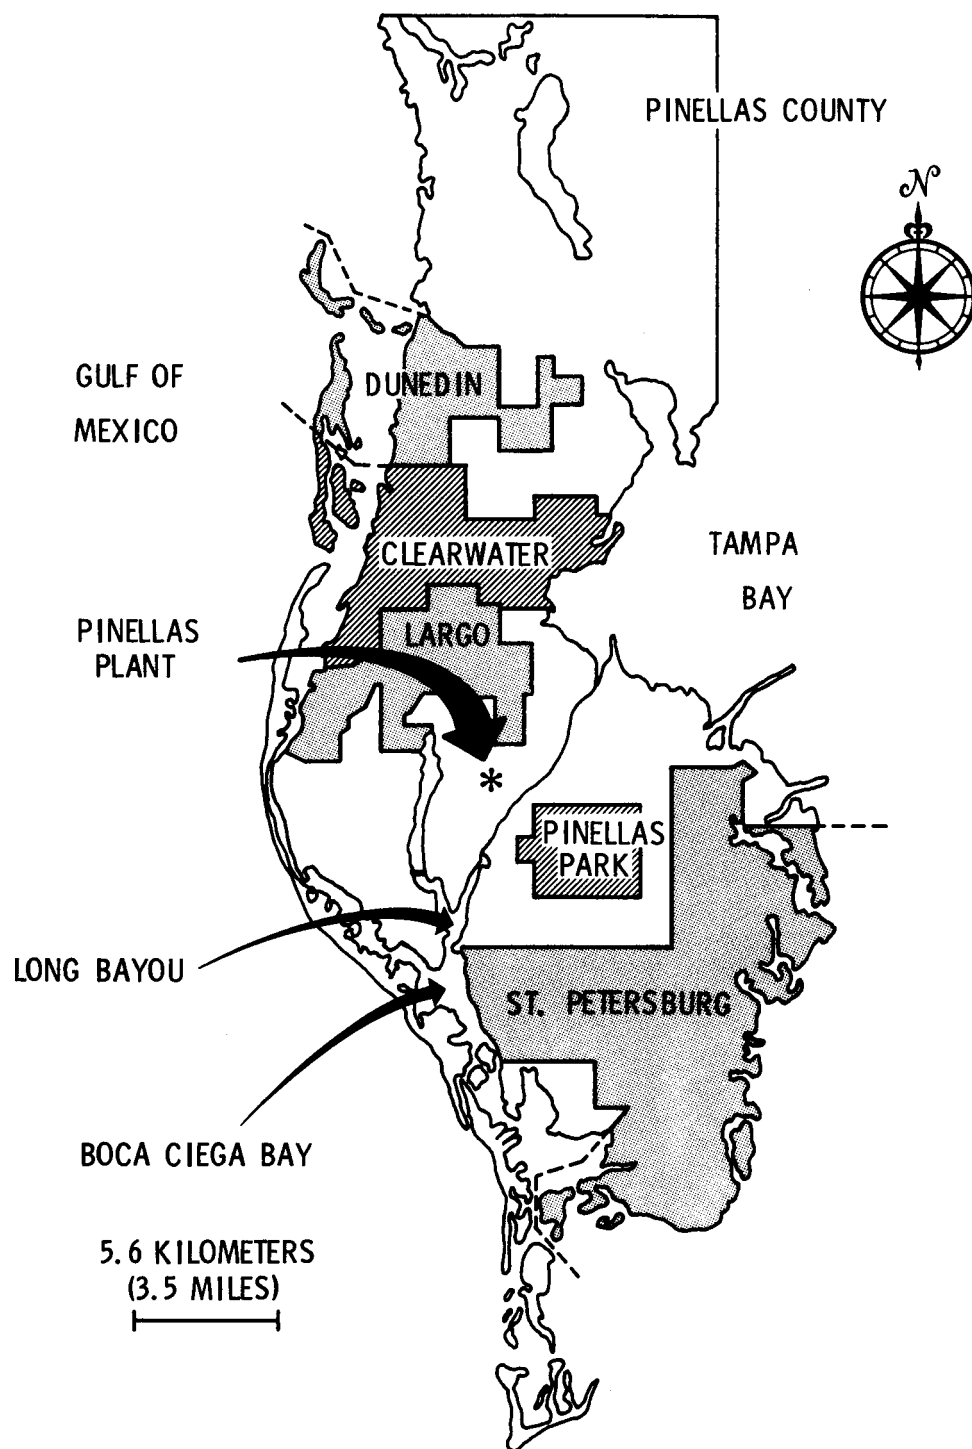 PINELLAS COUNTY
N
GULF OF
MEXICO
DUNEDIN
CLEARWATER
TAMPA
BAY
PINELLAS
PLANT
LARGO
*
PINELLAS
PARK
LONG BAYOU
ST. PETERSBURG
BOCA CIEGA BAY
5.6 KILOMETERS
(3.5 MILES)